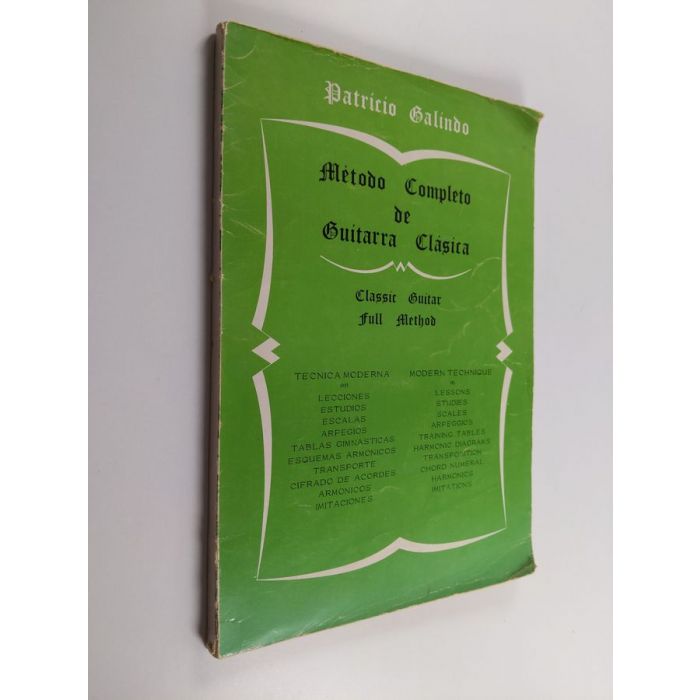 Patricio Galindo
Método Completo
de
Guitarra Clásica
Classic Guitar
Full Method
TECNICA MODERNA
en
LECCIONES
ESTUDIOS
ESCALAS
ARPEGIOS
TABLAS GIMNASTICAS
ESQUEMAS ARMONICOS
TRANSPORTE
CIFRADO DE ACORDES
ARMONICOS
IMITACIONES
MODERN TECHNIQUE
in
LESSONS
STUDIES
SCALES
ARPEGGIOS
TRAINING TABLES
HARMONIC DIAGRAMS
TRANSPOSITION
CHORD NUMERAL
HARMONICS
IMITATIONS